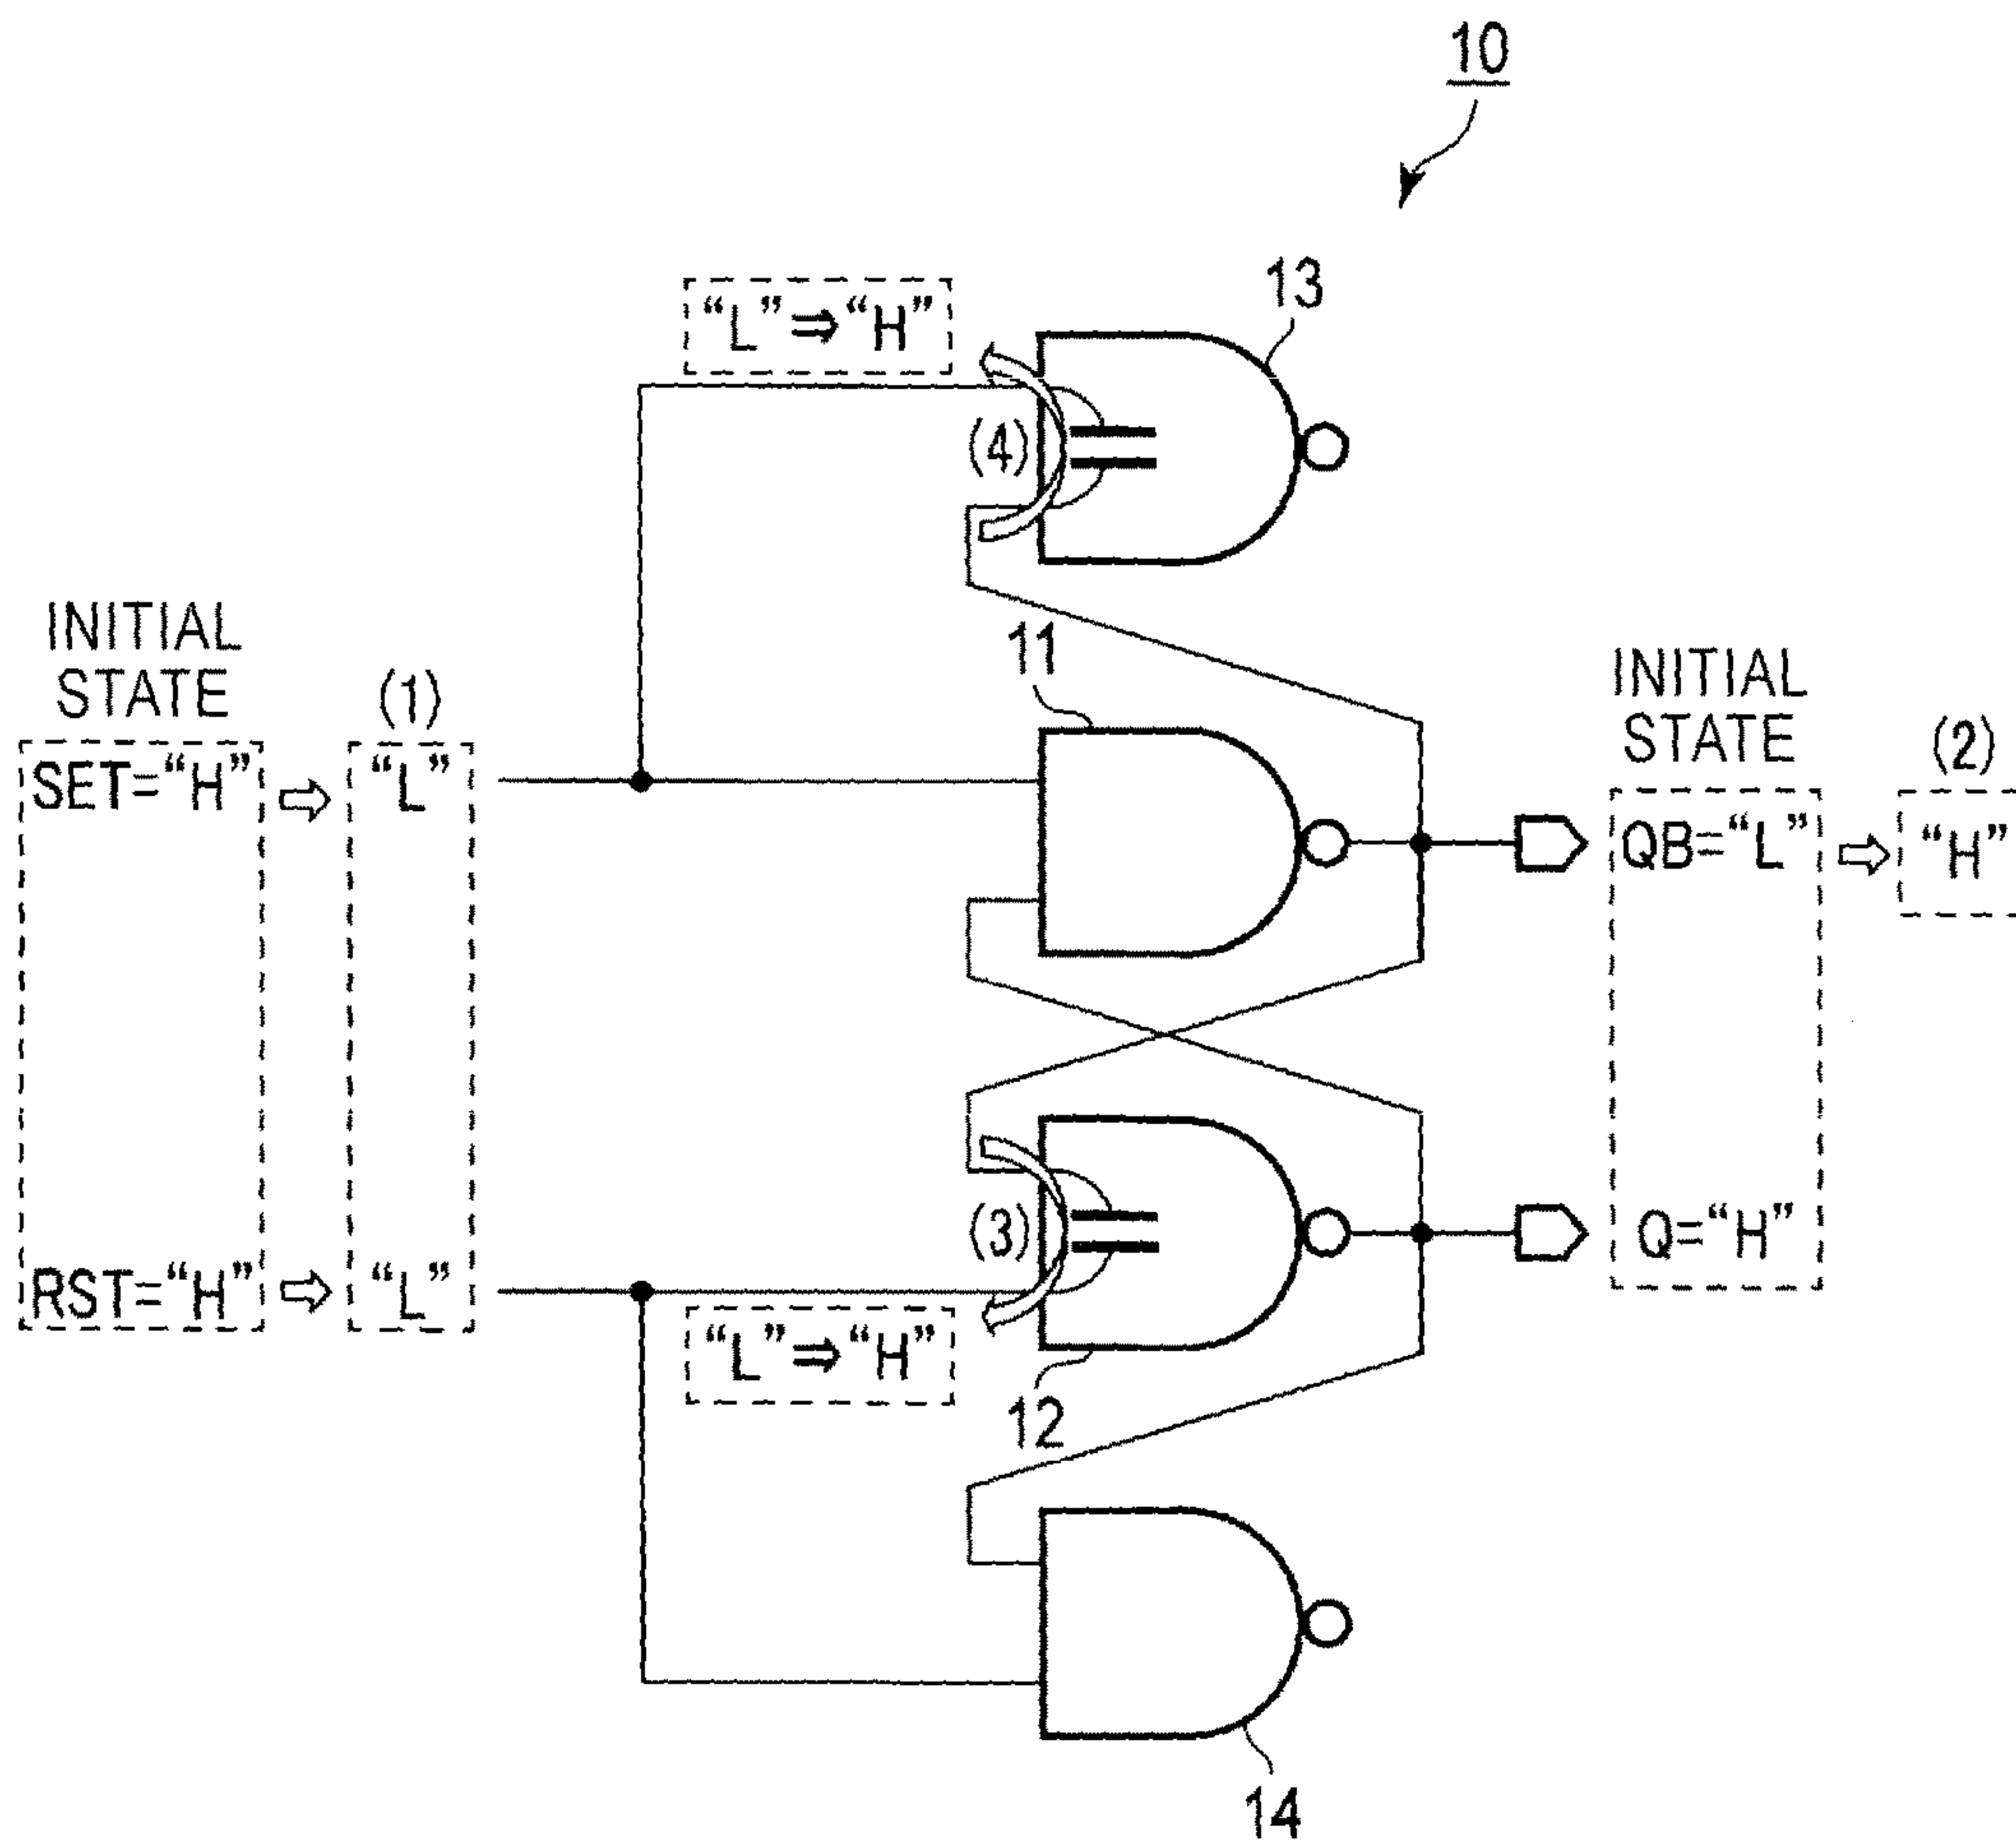 10
13
“L” ⇒ “H”
(4)
INITIAL
STATE
(1)
11
INITIAL
STATE
(2)
SET=“H” ⇨ “L”
QB=“L” ⇨ “H”
(3)
Q=“H”
RST=“H” ⇨ “L”
“L” ⇒ “H”
12
14